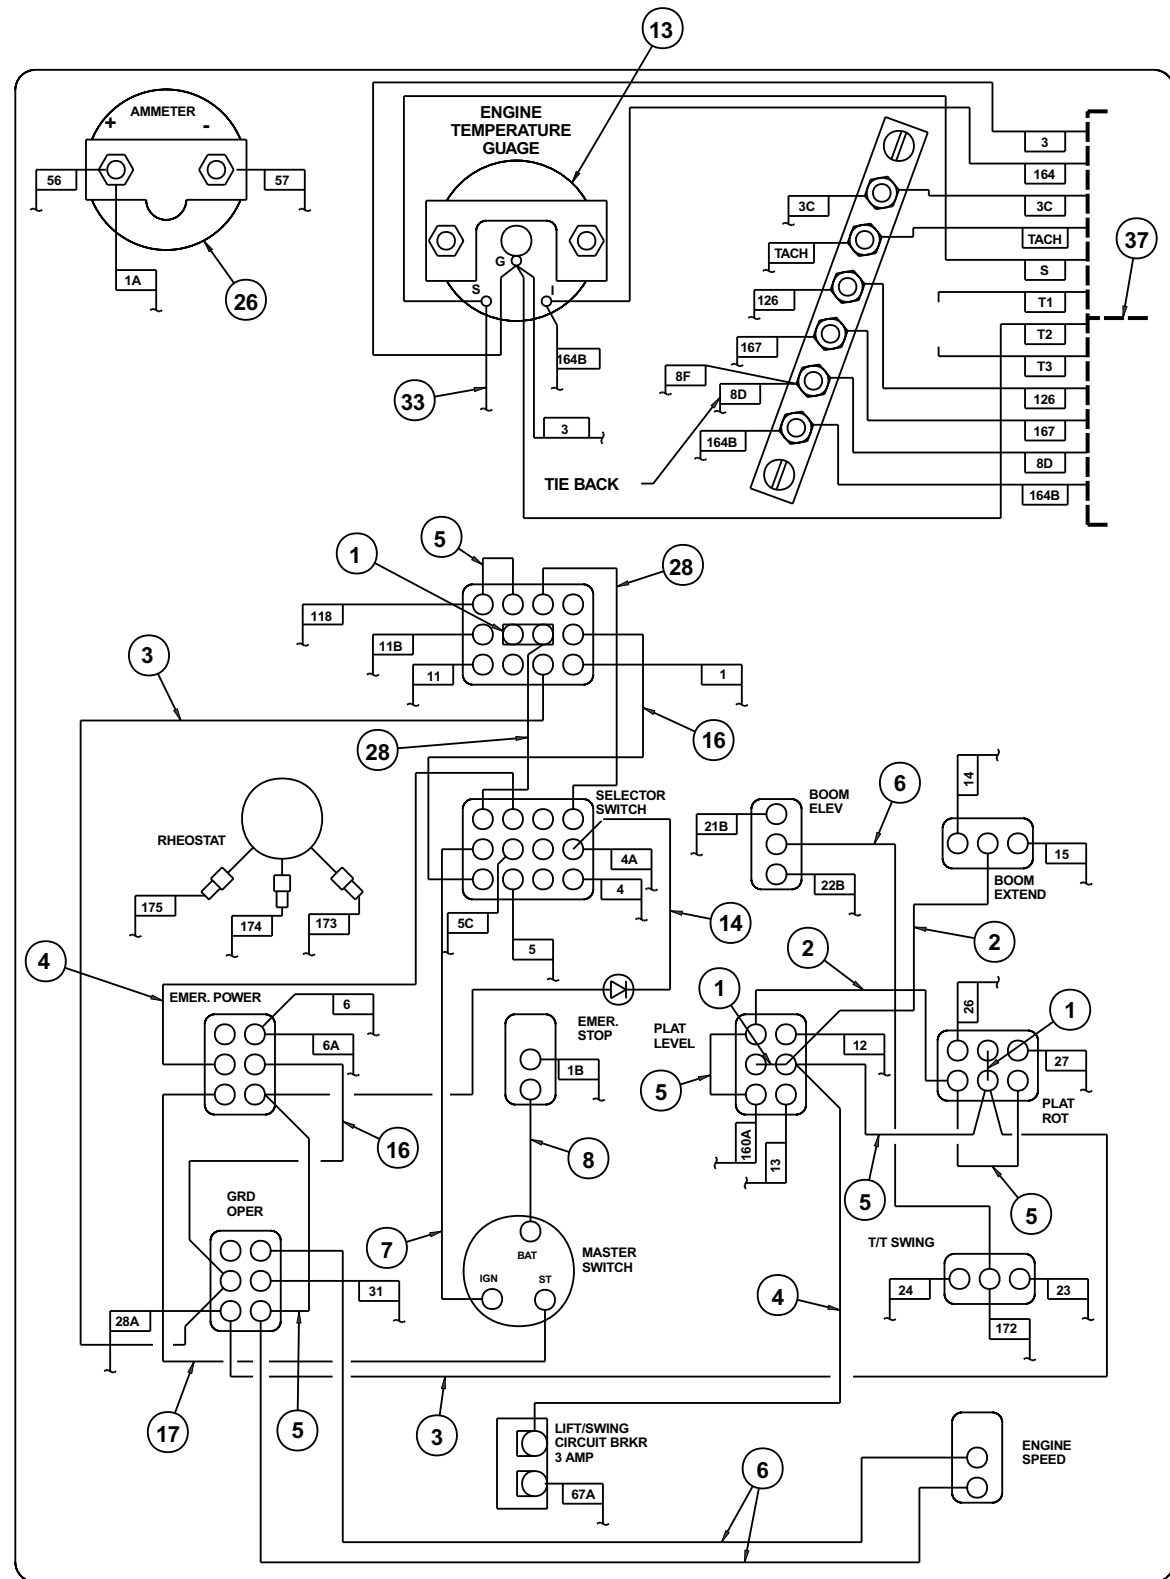 13
AMMETER
+ -
56
57
1A
26
ENGINE
TEMPERATURE
GUAGE
G
S
I
164B
33
3
3C
TACH
126
167
8F
8D
164B
TIE BACK
3
164
3C
TACH
S
T1
T2
T3
126
167
8D
164B
37
5
1
28
118
11B
11
1
3
28
16
SELECTOR
SWITCH
4A
4
5C
5
14
RHEOSTAT
175
174
173
BOOM
ELEV
21B
22B
6
14
15
BOOM
EXTEND
2
2
4
EMER. POWER
6
6A
16
EMER.
STOP
1B
8
PLAT
LEVEL
1
5
12
160A
13
26
1
27
PLAT
ROT
5
5
GRD
OPER
31
28A
7
BAT
IGN
ST
MASTER
SWITCH
4
T/T SWING
24
23
172
17
5
3
LIFT/SWING
CIRCUIT BRKR
3 AMP
67A
6
ENGINE
SPEED